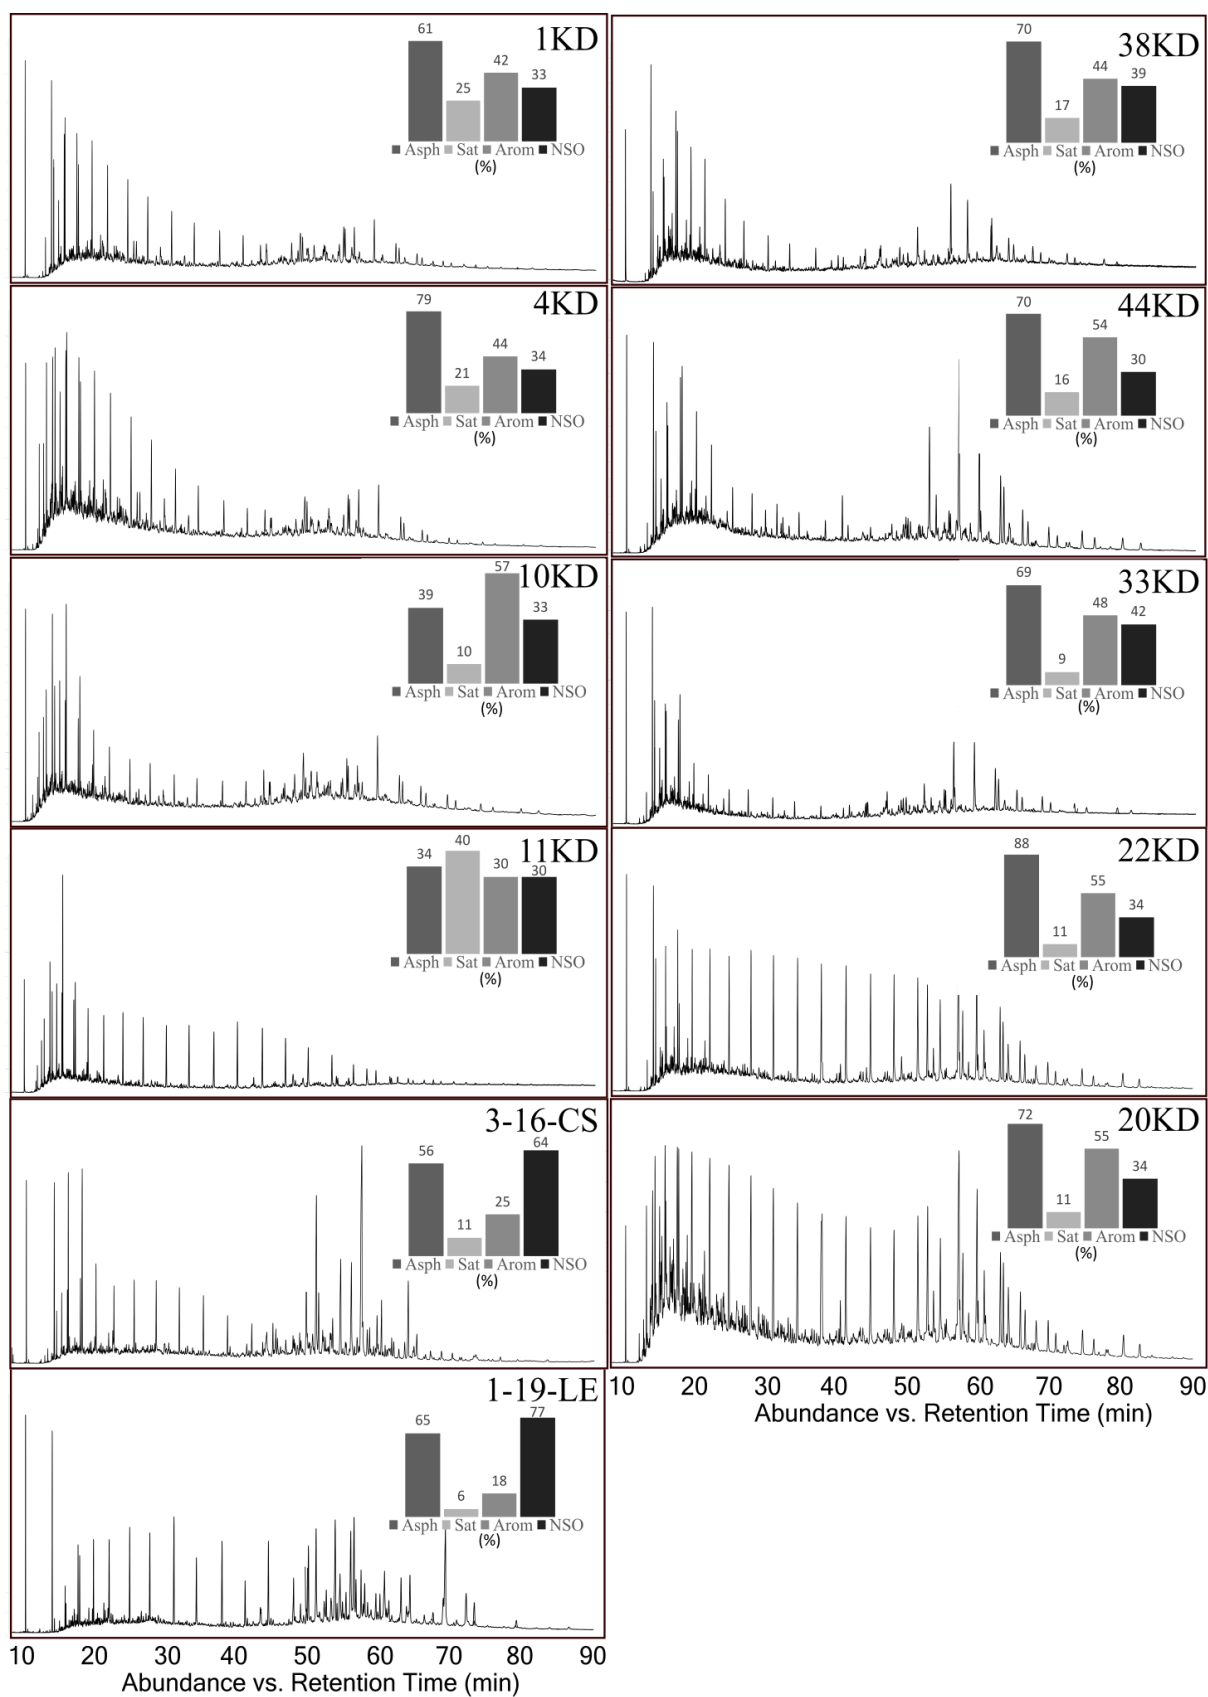 1KD
61
25
42
33
Asph Sat Arom NSO
(%)
4KD
79
21
44
34
Asph Sat Arom NSO
(%)
10KD
39
10
57
33
Asph Sat Arom NSO
(%)
11KD
34
40
30
30
Asph Sat Arom NSO
(%)
3-16-CS
56
11
25
64
Asph Sat Arom NSO
(%)
1-19-LE
65
6
18
77
Asph Sat Arom NSO
(%)
10 20 30 40 50 60 70 80 90
Abundance vs. Retention Time (min)
38KD
70
17
44
39
Asph Sat Arom NSO
(%)
44KD
70
16
54
30
Asph Sat Arom NSO
(%)
33KD
69
9
48
42
Asph Sat Arom NSO
(%)
22KD
88
11
55
34
Asph Sat Arom NSO
(%)
20KD
72
11
55
34
Asph Sat Arom NSO
(%)
10 20 30 40 50 60 70 80 90
Abundance vs. Retention Time (min)